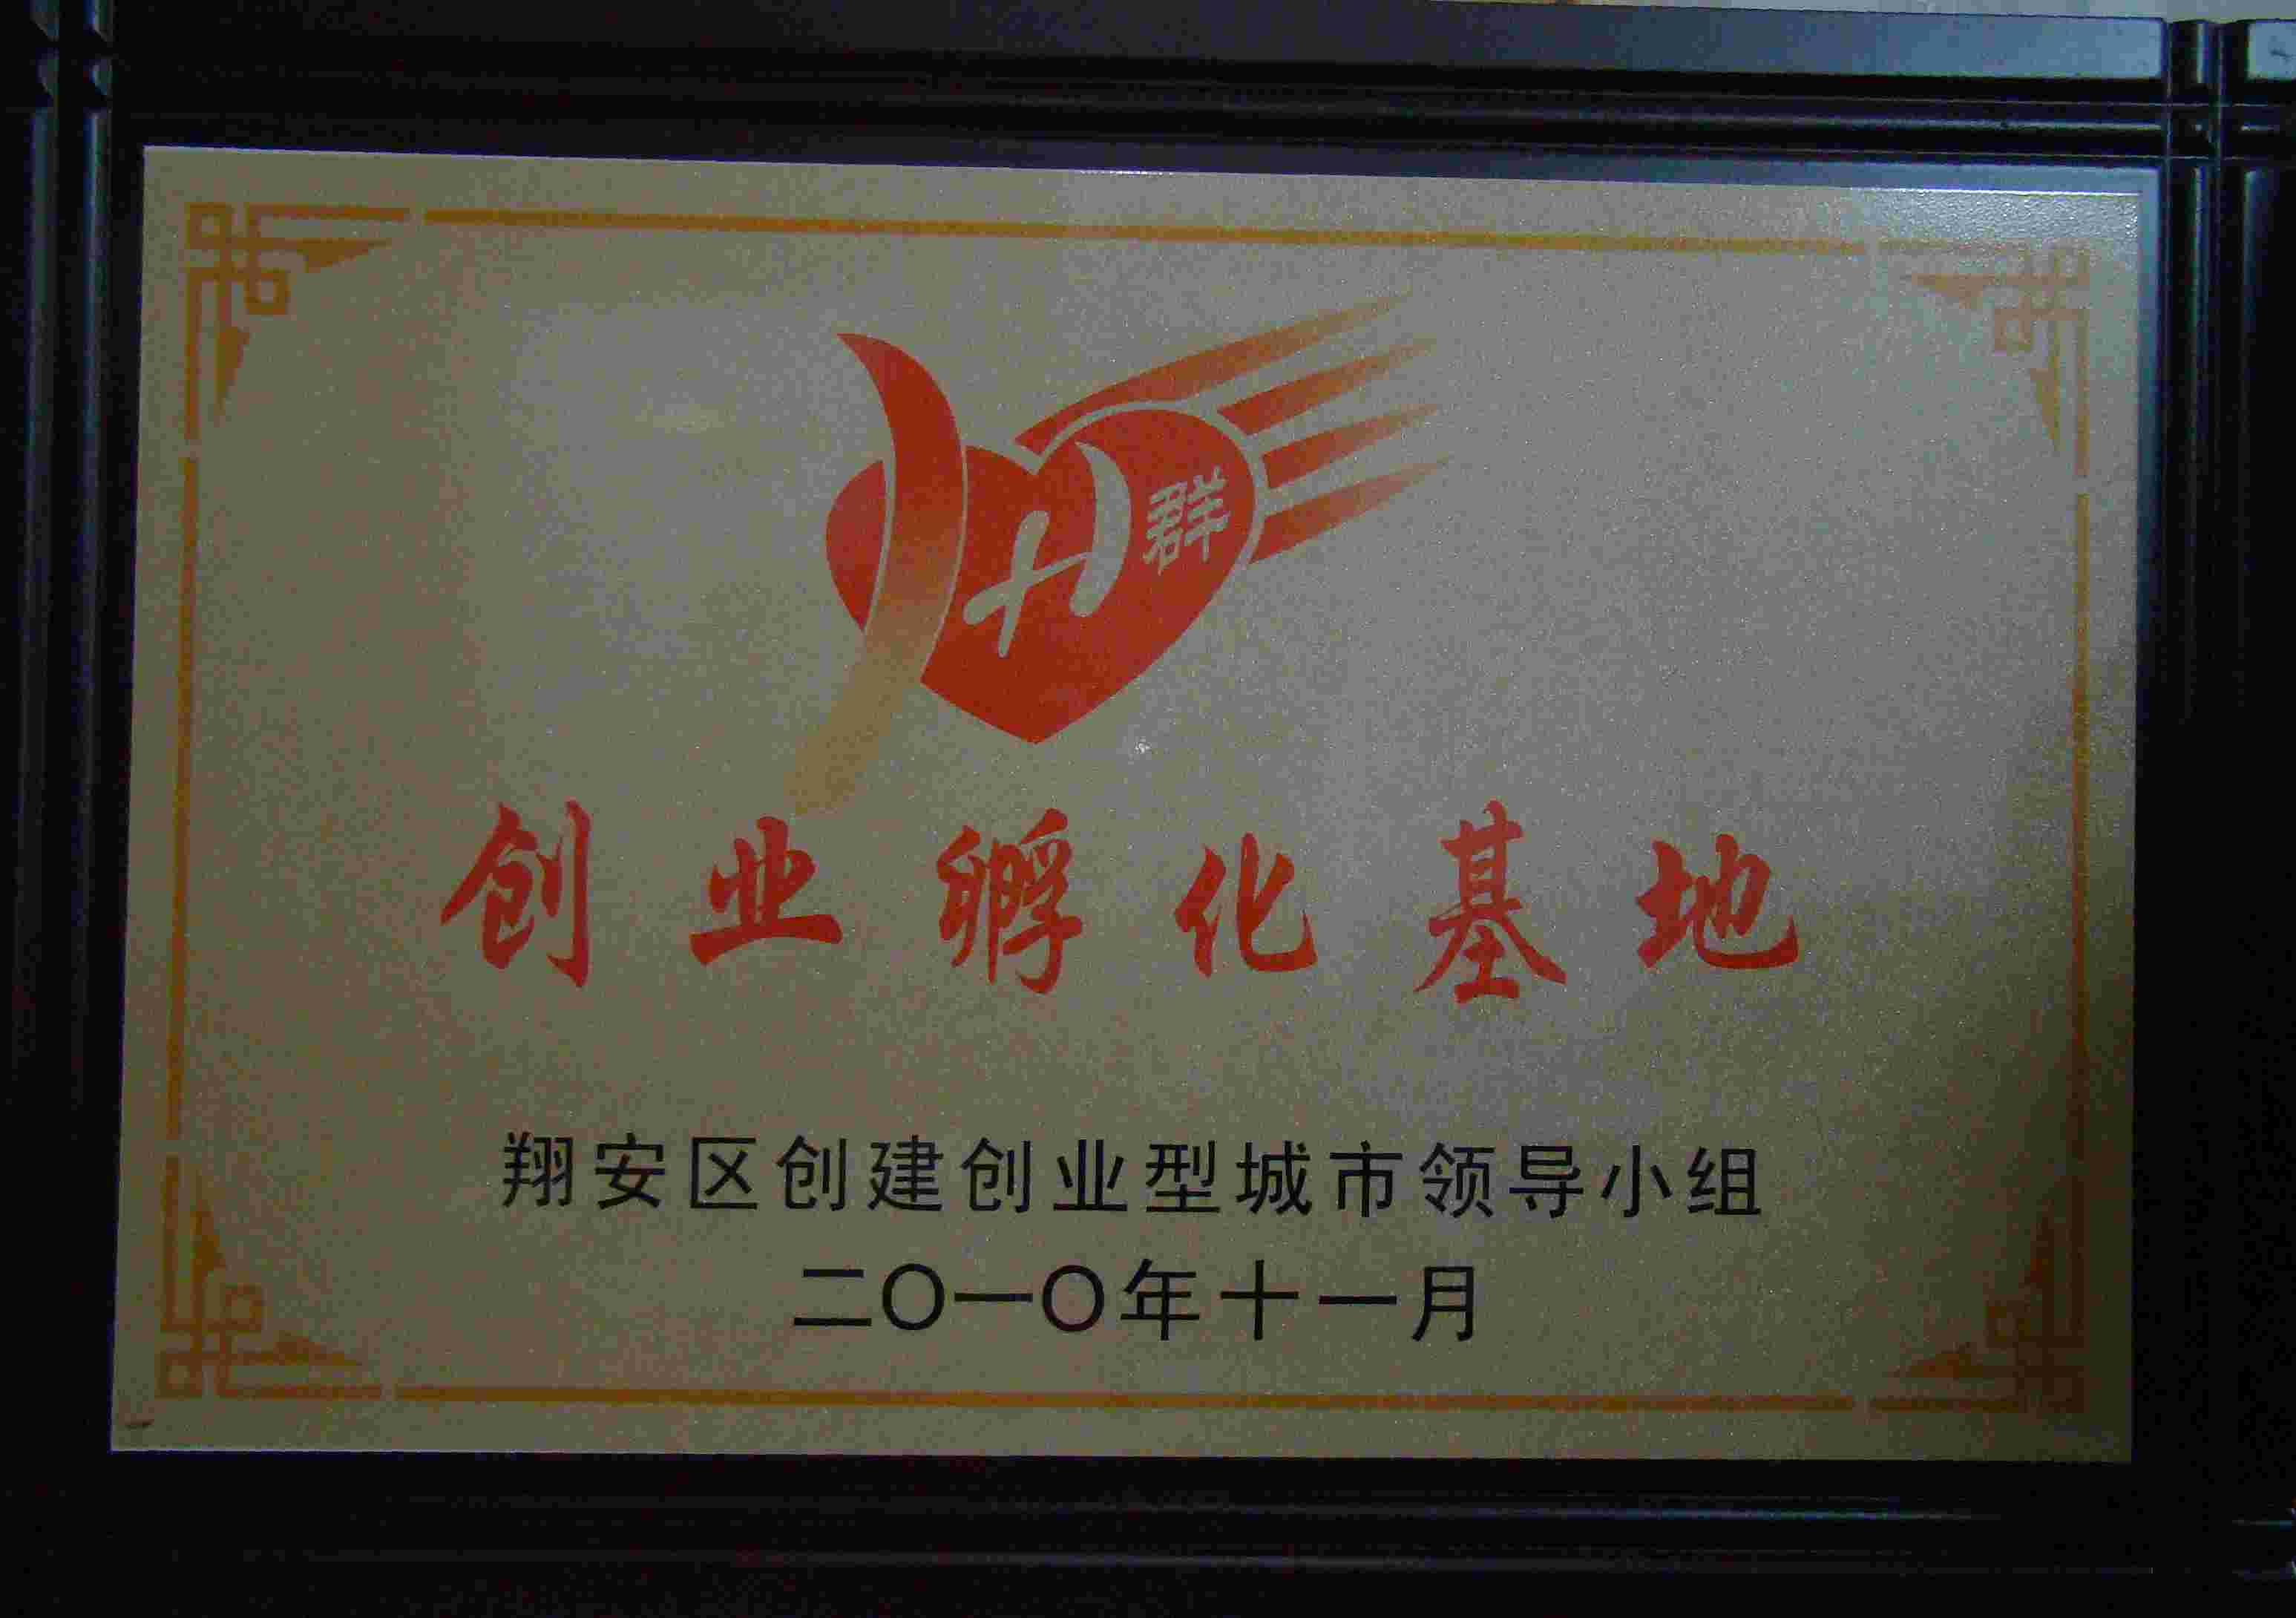 群
创业孵化基地
翔安区创建创业型城市领导小组
二〇一〇年十一月